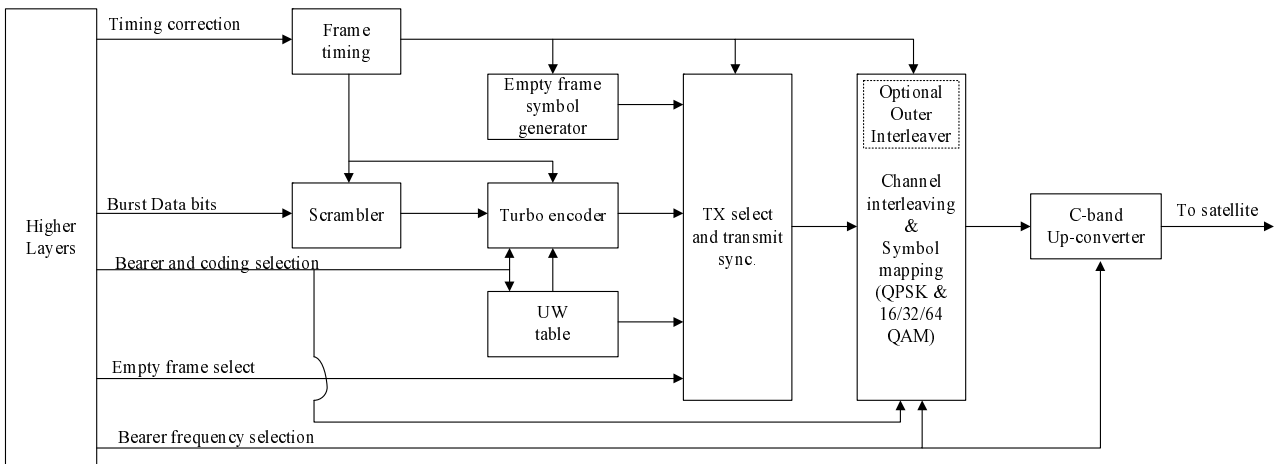 Timing correction
Frame
timing
Empty frame
symbol
generator
Optional
Outer
Interleaver
Burst Data bits
Scrambler
Turbo encoder
TX select
and transmit
sync.
Channel
interleaving
&
Symbol
mapping
(QPSK &
16/32/64
QAM)
C-band
Up-converter
To satellite
Higher
Layers
Bearer and coding selection
UW
table
Empty frame select
Bearer frequency selection